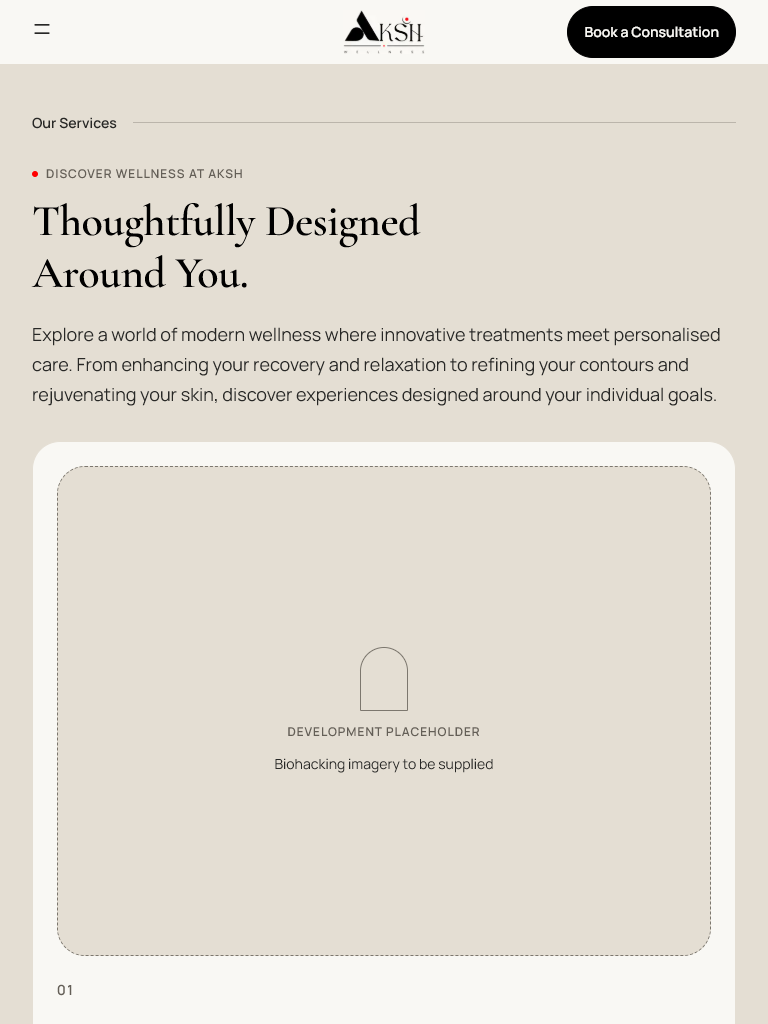 AKSH
WELLNESS
Book a Consultation
Our Services
DISCOVER WELLNESS AT AKSH
Thoughtfully Designed
Around You.
Explore a world of modern wellness where innovative treatments meet personalised
care. From enhancing your recovery and relaxation to refining your contours and
rejuvenating your skin, discover experiences designed around your individual goals.
DEVELOPMENT PLACEHOLDER
Biohacking imagery to be supplied
01